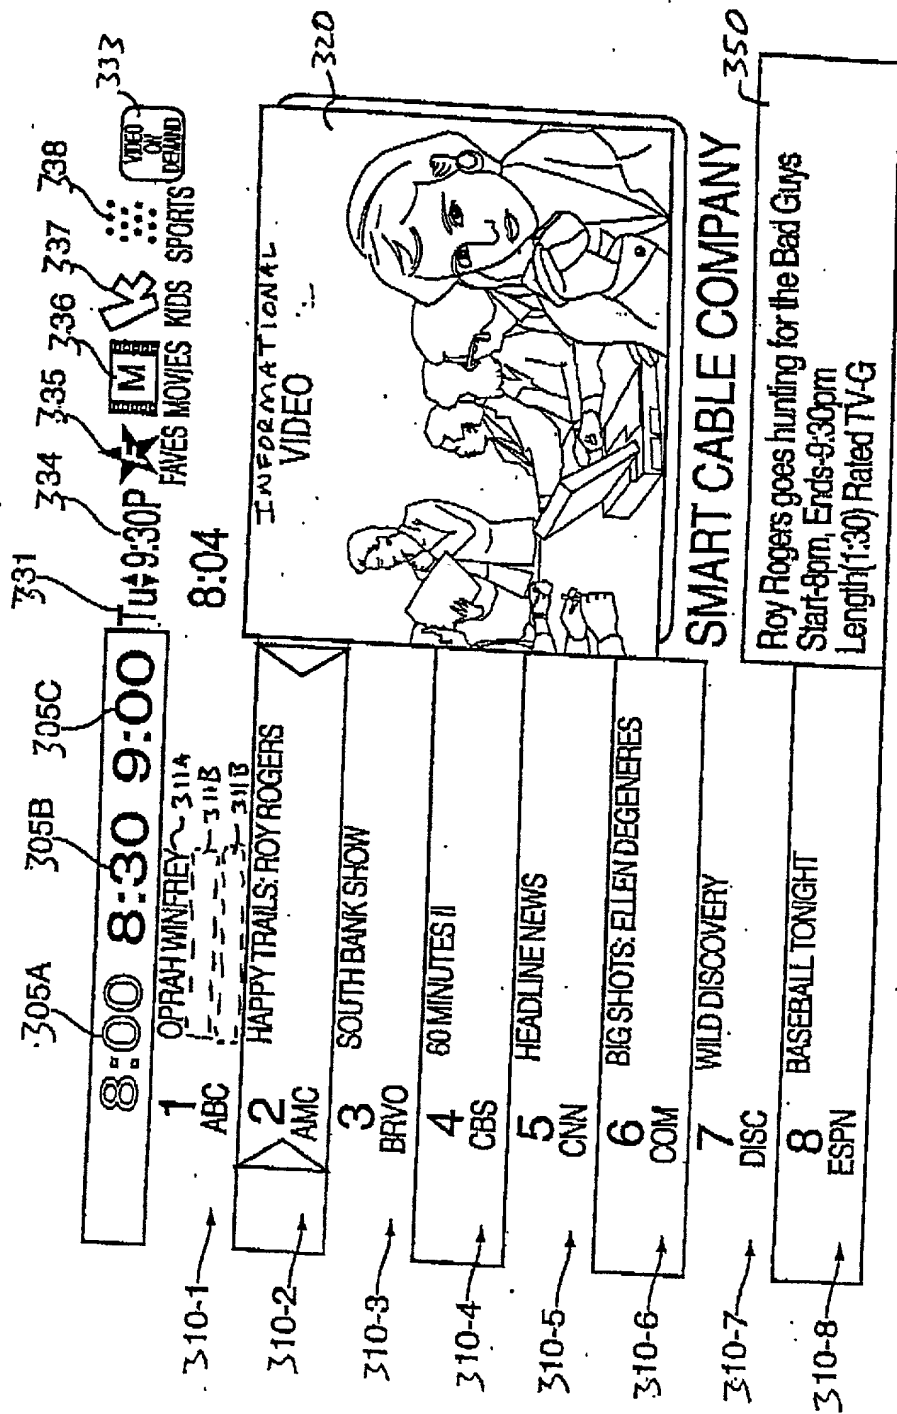 305A
305B
305C
331
334
335
336
337
338
333
8:00 8:30 9:00
Tu 9:30P
F
M
VIDEO
ON
DEMAND
FAVES MOVIES KIDS SPORTS
8:04
310-1
1
ABC
OPRAH WINFREY
311A
311B
311B
310-2
2
AMC
HAPPY TRAILS: ROY ROGERS
310-3
3
BRVO
SOUTH BANK SHOW
310-4
4
CBS
60 MINUTES II
310-5
5
CNN
HEADLINE NEWS
310-6
6
COM
BIG SHOTS: ELLEN DEGENERES
310-7
7
DISC
WILD DISCOVERY
310-8
8
ESPN
BASEBALL TONIGHT
INFORMATIONAL
VIDEO
320
SMART CABLE COMPANY
350
Roy Rogers goes hunting for the Bad Guys
Start-8pm, Ends-9:30pm
Length(1:30) Rated TV-G